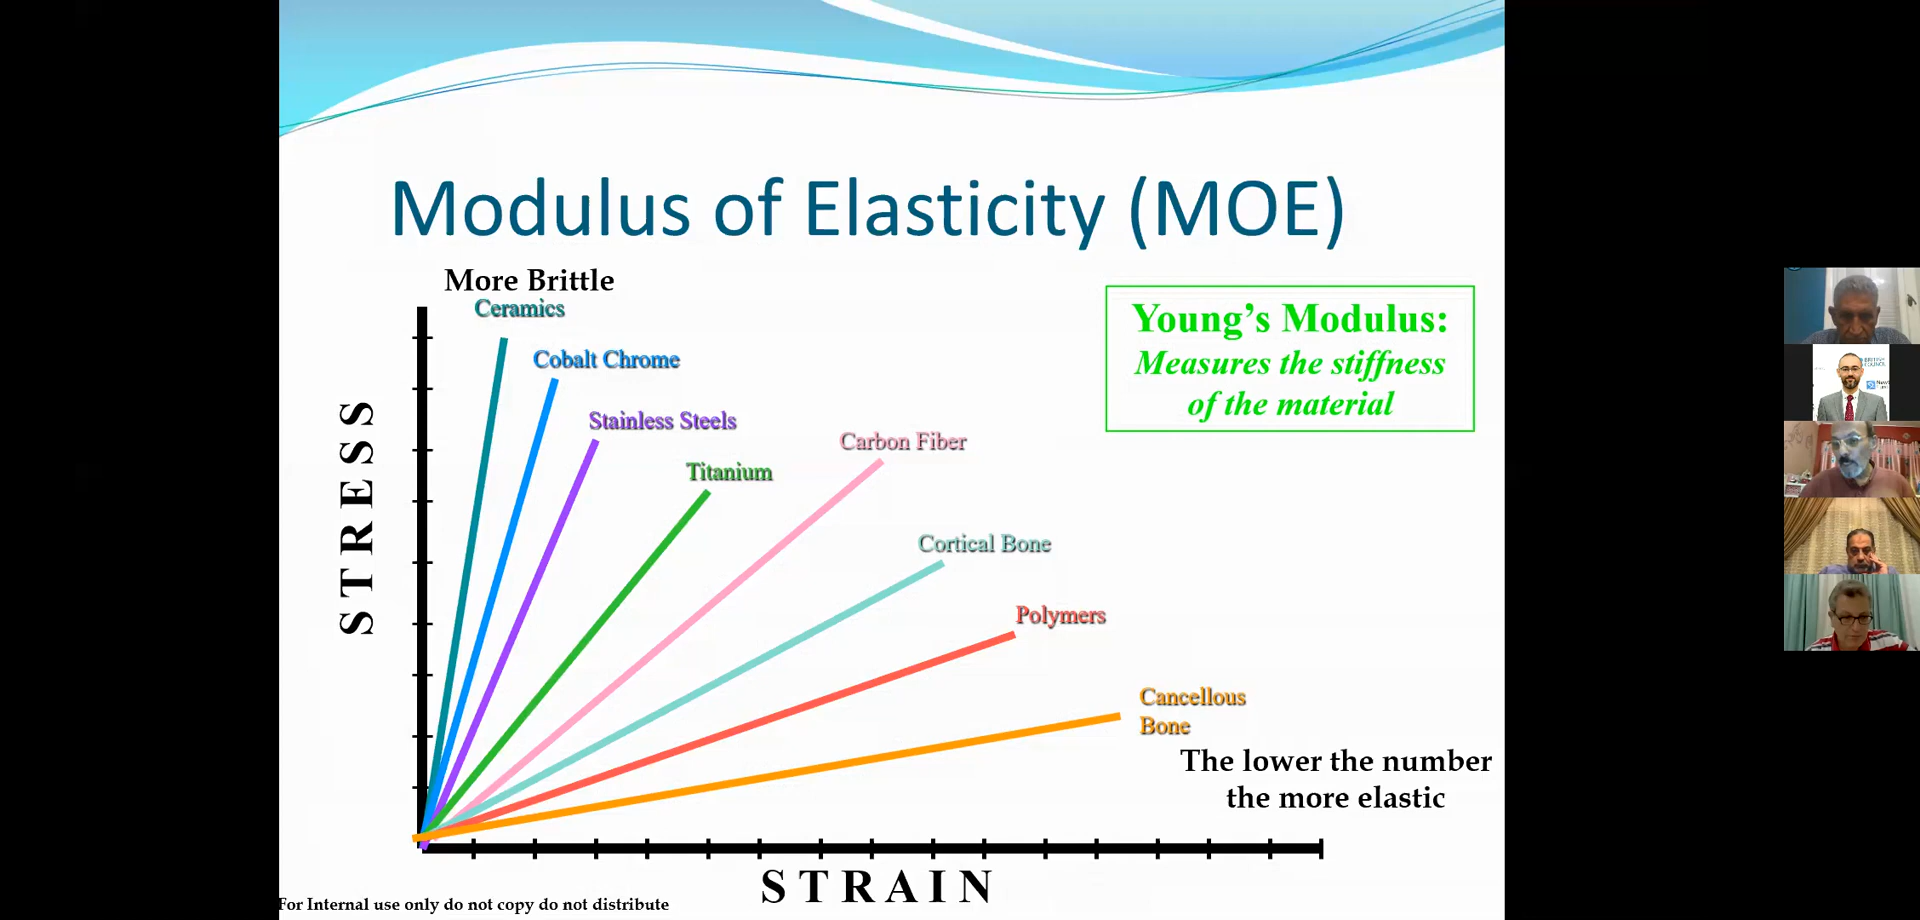 Modulus of Elasticity (MOE)
More Brittle
Ceramics
Cobalt Chrome
Stainless Steels
Titanium
Carbon Fiber
Cortical Bone
Polymers
Cancellous
Bone
Young's Modulus:
Measures the stiffness
of the material
The lower the number
the more elastic
STRESS
STRAIN
For Internal use only do not copy do not distribute